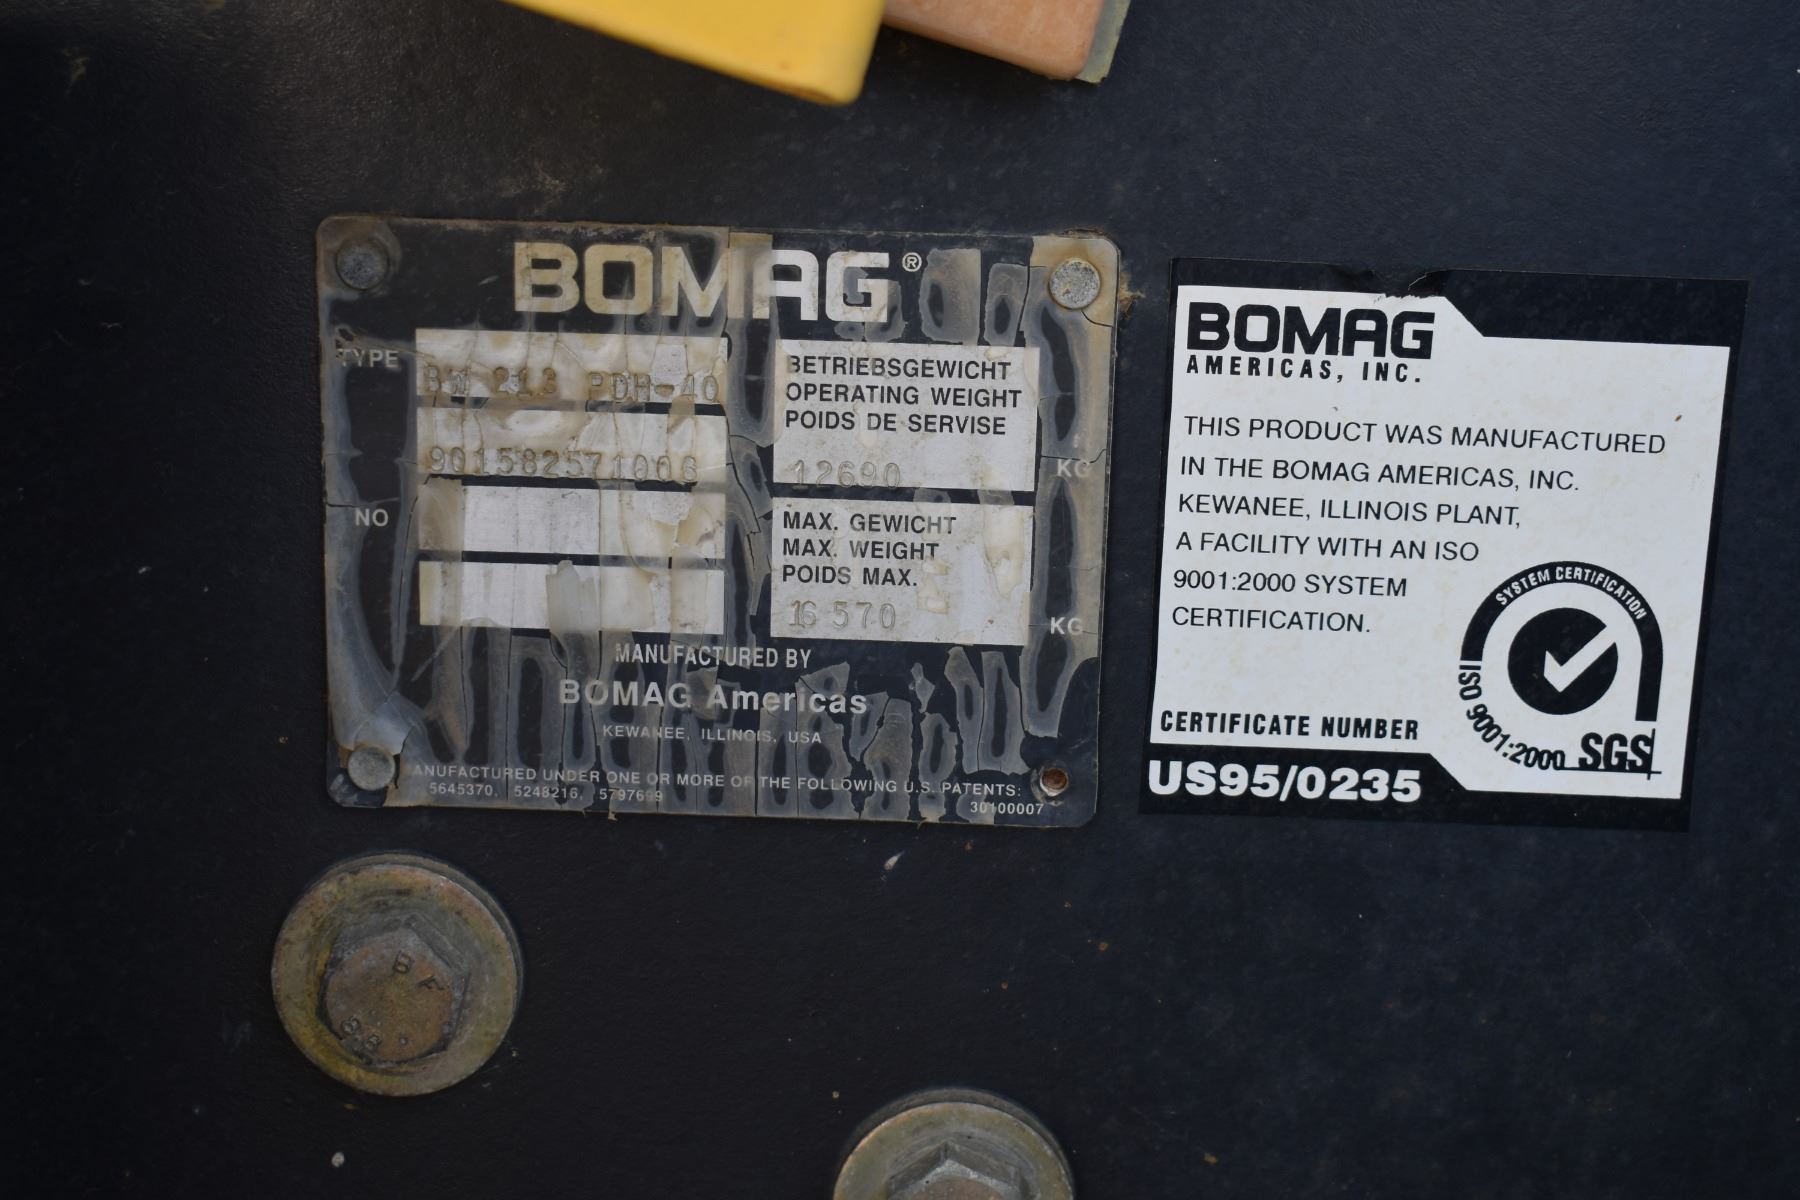 BOMAG®
TYPE BW 213 PDH-40
901582571006
NO
BETRIEBSGEWICHT
OPERATING WEIGHT
POIDS DE SERVISE
12690 KG
MAX. GEWICHT
MAX. WEIGHT
POIDS MAX.
16 570 KG
MANUFACTURED BY
BOMAG Americas
KEWANEE, ILLINOIS, USA
ANUFACTURED UNDER ONE OR MORE OF THE FOLLOWING U.S. PATENTS:
5645370, 5248216, 5797699
30100007
BOMAG
AMERICAS, INC.
THIS PRODUCT WAS MANUFACTURED
IN THE BOMAG AMERICAS, INC.
KEWANEE, ILLINOIS PLANT,
A FACILITY WITH AN ISO
9001:2000 SYSTEM
CERTIFICATION.
SYSTEM CERTIFICATION
ISO 9001:2000 SGS
CERTIFICATE NUMBER
US95/0235
BF
8.8